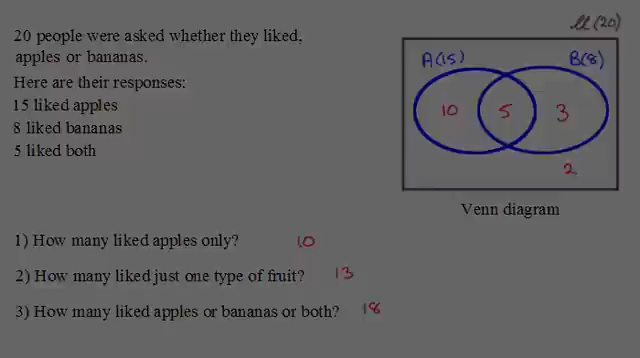 𝓤(20)
20 people were asked whether they liked,
apples or bananas.
Here are their responses:
15 liked apples
8 liked bananas
5 liked both
A(15) B(8)
10 5 3
2
Venn diagram
1) How many liked apples only? 10
2) How many liked just one type of fruit? 13
3) How many liked apples or bananas or both? 18